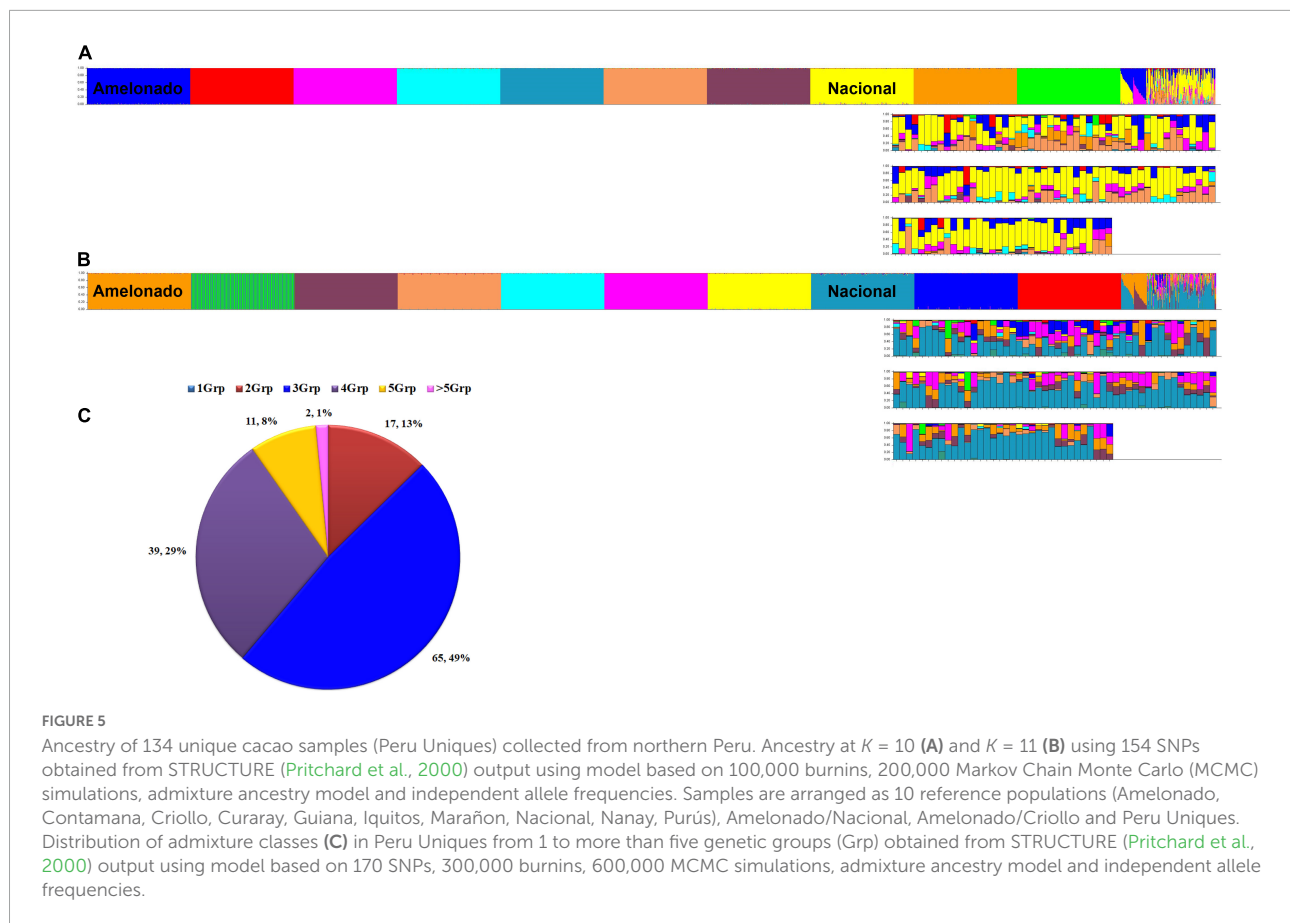 A
Amelonado
Nacional
B
Amelonado
Nacional
1Grp 2Grp 3Grp 4Grp 5Grp >5Grp
C
2, 1%
11, 8%
17, 13%
39, 29%
65, 49%
FIGURE 5
Ancestry of 134 unique cacao samples (Peru Uniques) collected from northern Peru. Ancestry at K = 10 (A) and K = 11 (B) using 154 SNPs
obtained from STRUCTURE (Pritchard et al., 2000) output using model based on 100,000 burnins, 200,000 Markov Chain Monte Carlo (MCMC)
simulations, admixture ancestry model and independent allele frequencies. Samples are arranged as 10 reference populations (Amelonado,
Contamana, Criollo, Curaray, Guiana, Iquitos, Marañon, Nacional, Nanay, Purús), Amelonado/Nacional, Amelonado/Criollo and Peru Uniques.
Distribution of admixture classes (C) in Peru Uniques from 1 to more than five genetic groups (Grp) obtained from STRUCTURE (Pritchard et al.,
2000) output using model based on 170 SNPs, 300,000 burnins, 600,000 MCMC simulations, admixture ancestry model and independent allele
frequencies.